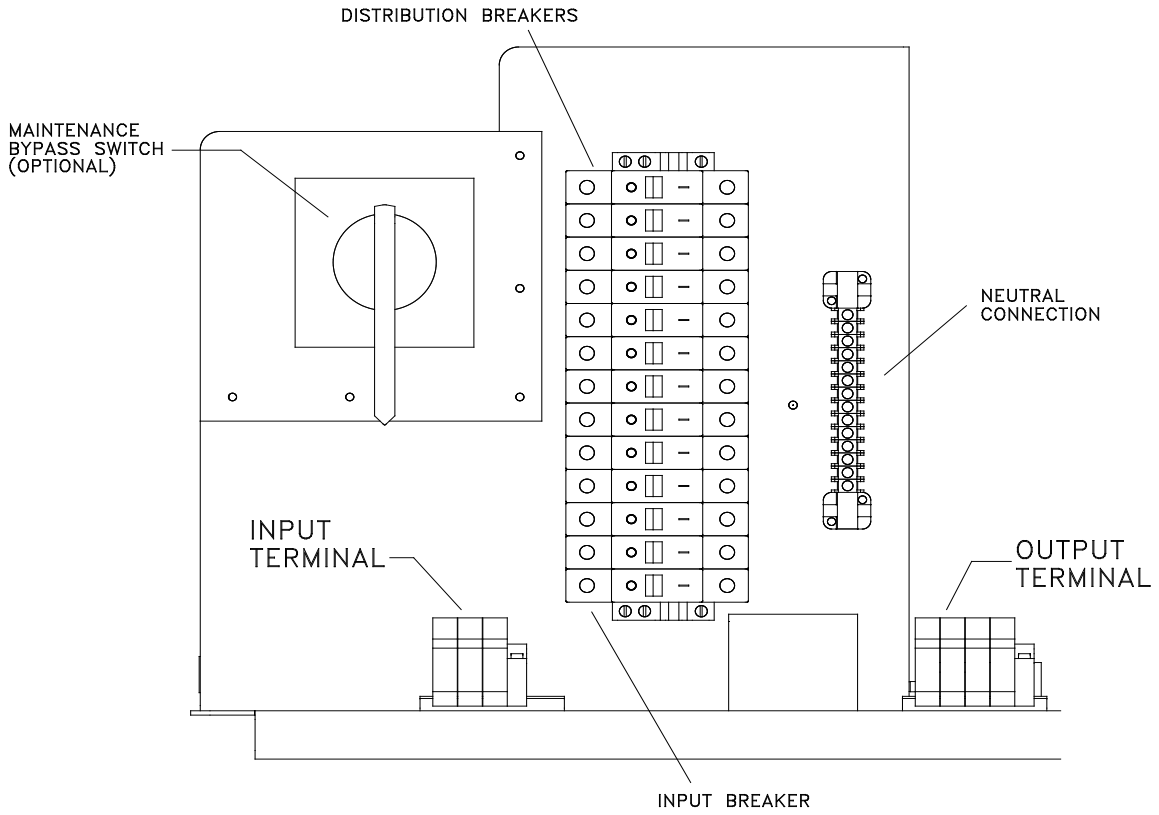 DISTRIBUTION BREAKERS
MAINTENANCE
BYPASS SWITCH
(OPTIONAL)
NEUTRAL
CONNECTION
INPUT
TERMINAL
OUTPUT
TERMINAL
INPUT BREAKER